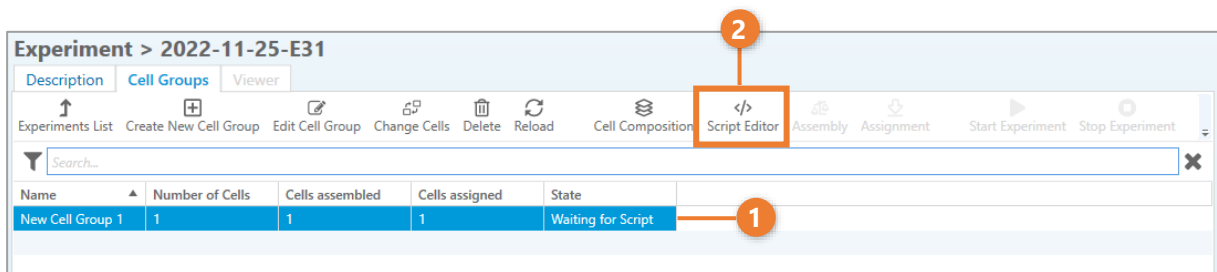 2
Experiment > 2022-11-25-E31
Description Cell Groups Viewer
Experiments List Create New Cell Group Edit Cell Group Change Cells Delete Reload Cell Composition Script Editor Assembly Assignment Start Experiment Stop Experiment
Search...
Name Number of Cells Cells assembled Cells assigned State
New Cell Group 1 1 1 1 Waiting for Script 1